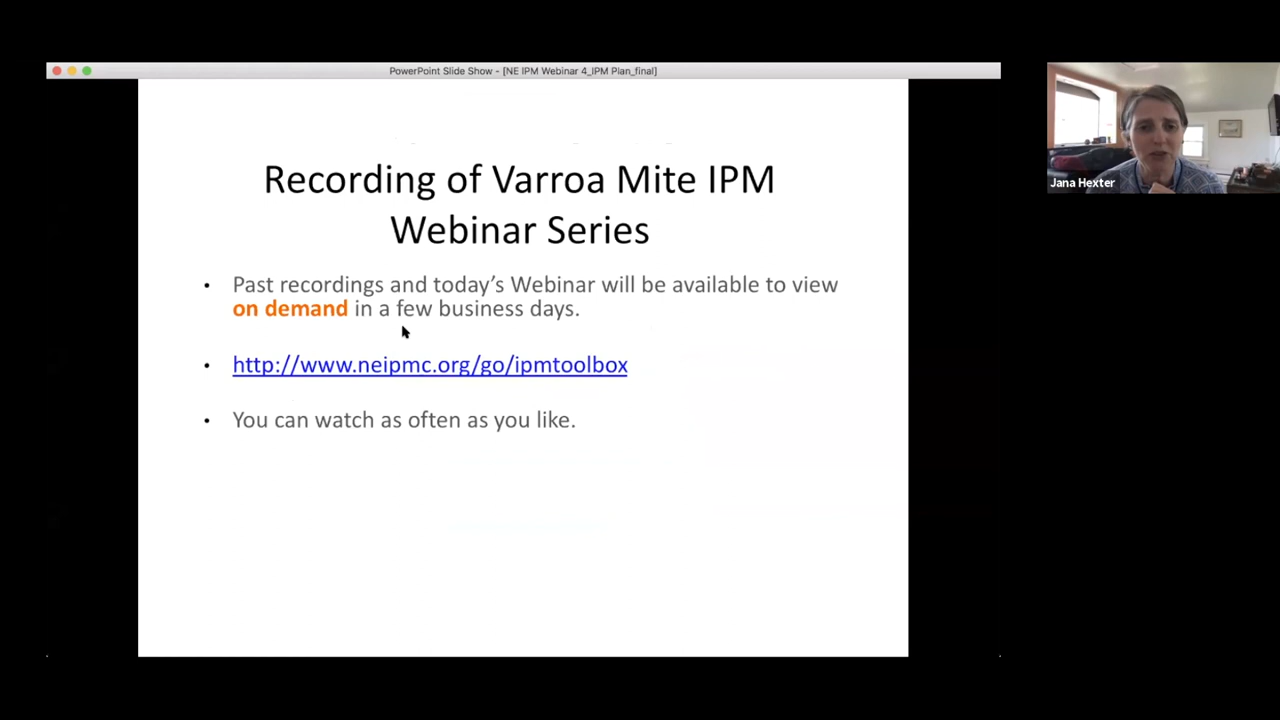 PowerPoint Slide Show - [NE IPM Webinar 4_IPM Plan_final]
Recording of Varroa Mite IPM
Webinar Series
• Past recordings and today’s Webinar will be available to view
on demand in a few business days.
• http://www.neipmc.org/go/ipmtoolbox
• You can watch as often as you like.
Jana Hexter